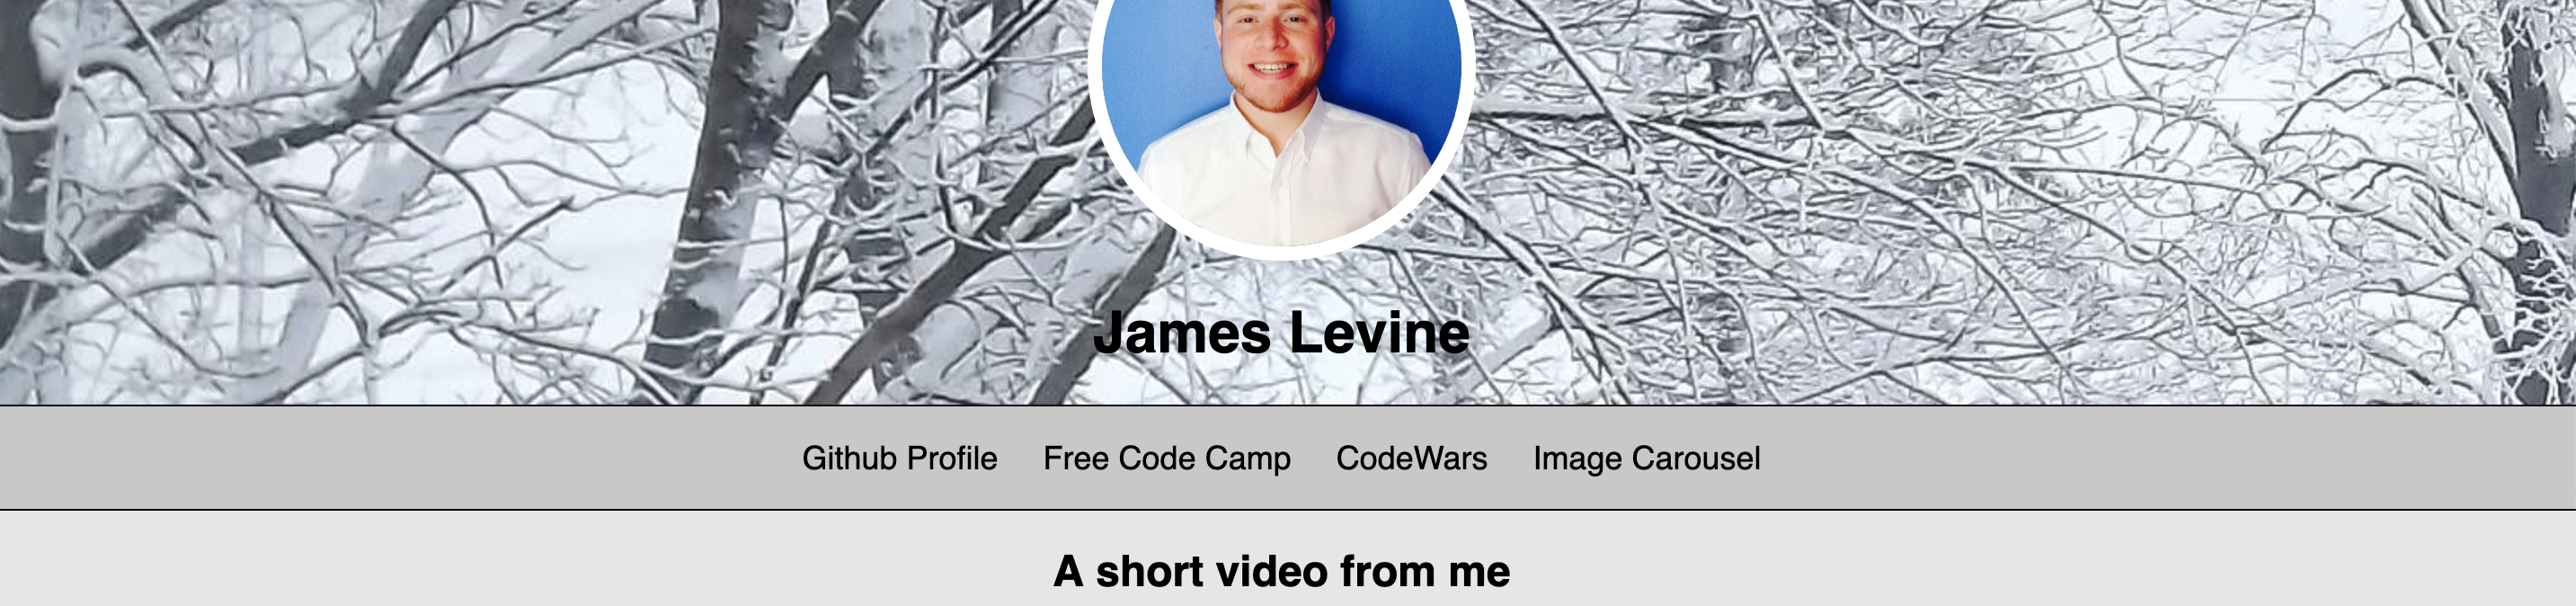 James Levine
Github Profile Free Code Camp CodeWars Image Carousel
A short video from me